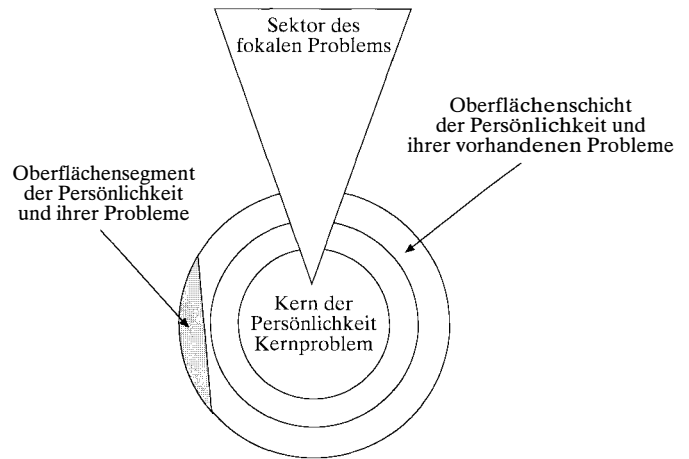 Sektor des
fokalen Problems
Oberflächenschicht
der Persönlichkeit und
ihrer vorhandenen Probleme
Oberflächensegment
der Persönlichkeit
und ihrer Probleme
Kern der
Persönlichkeit
Kernproblem